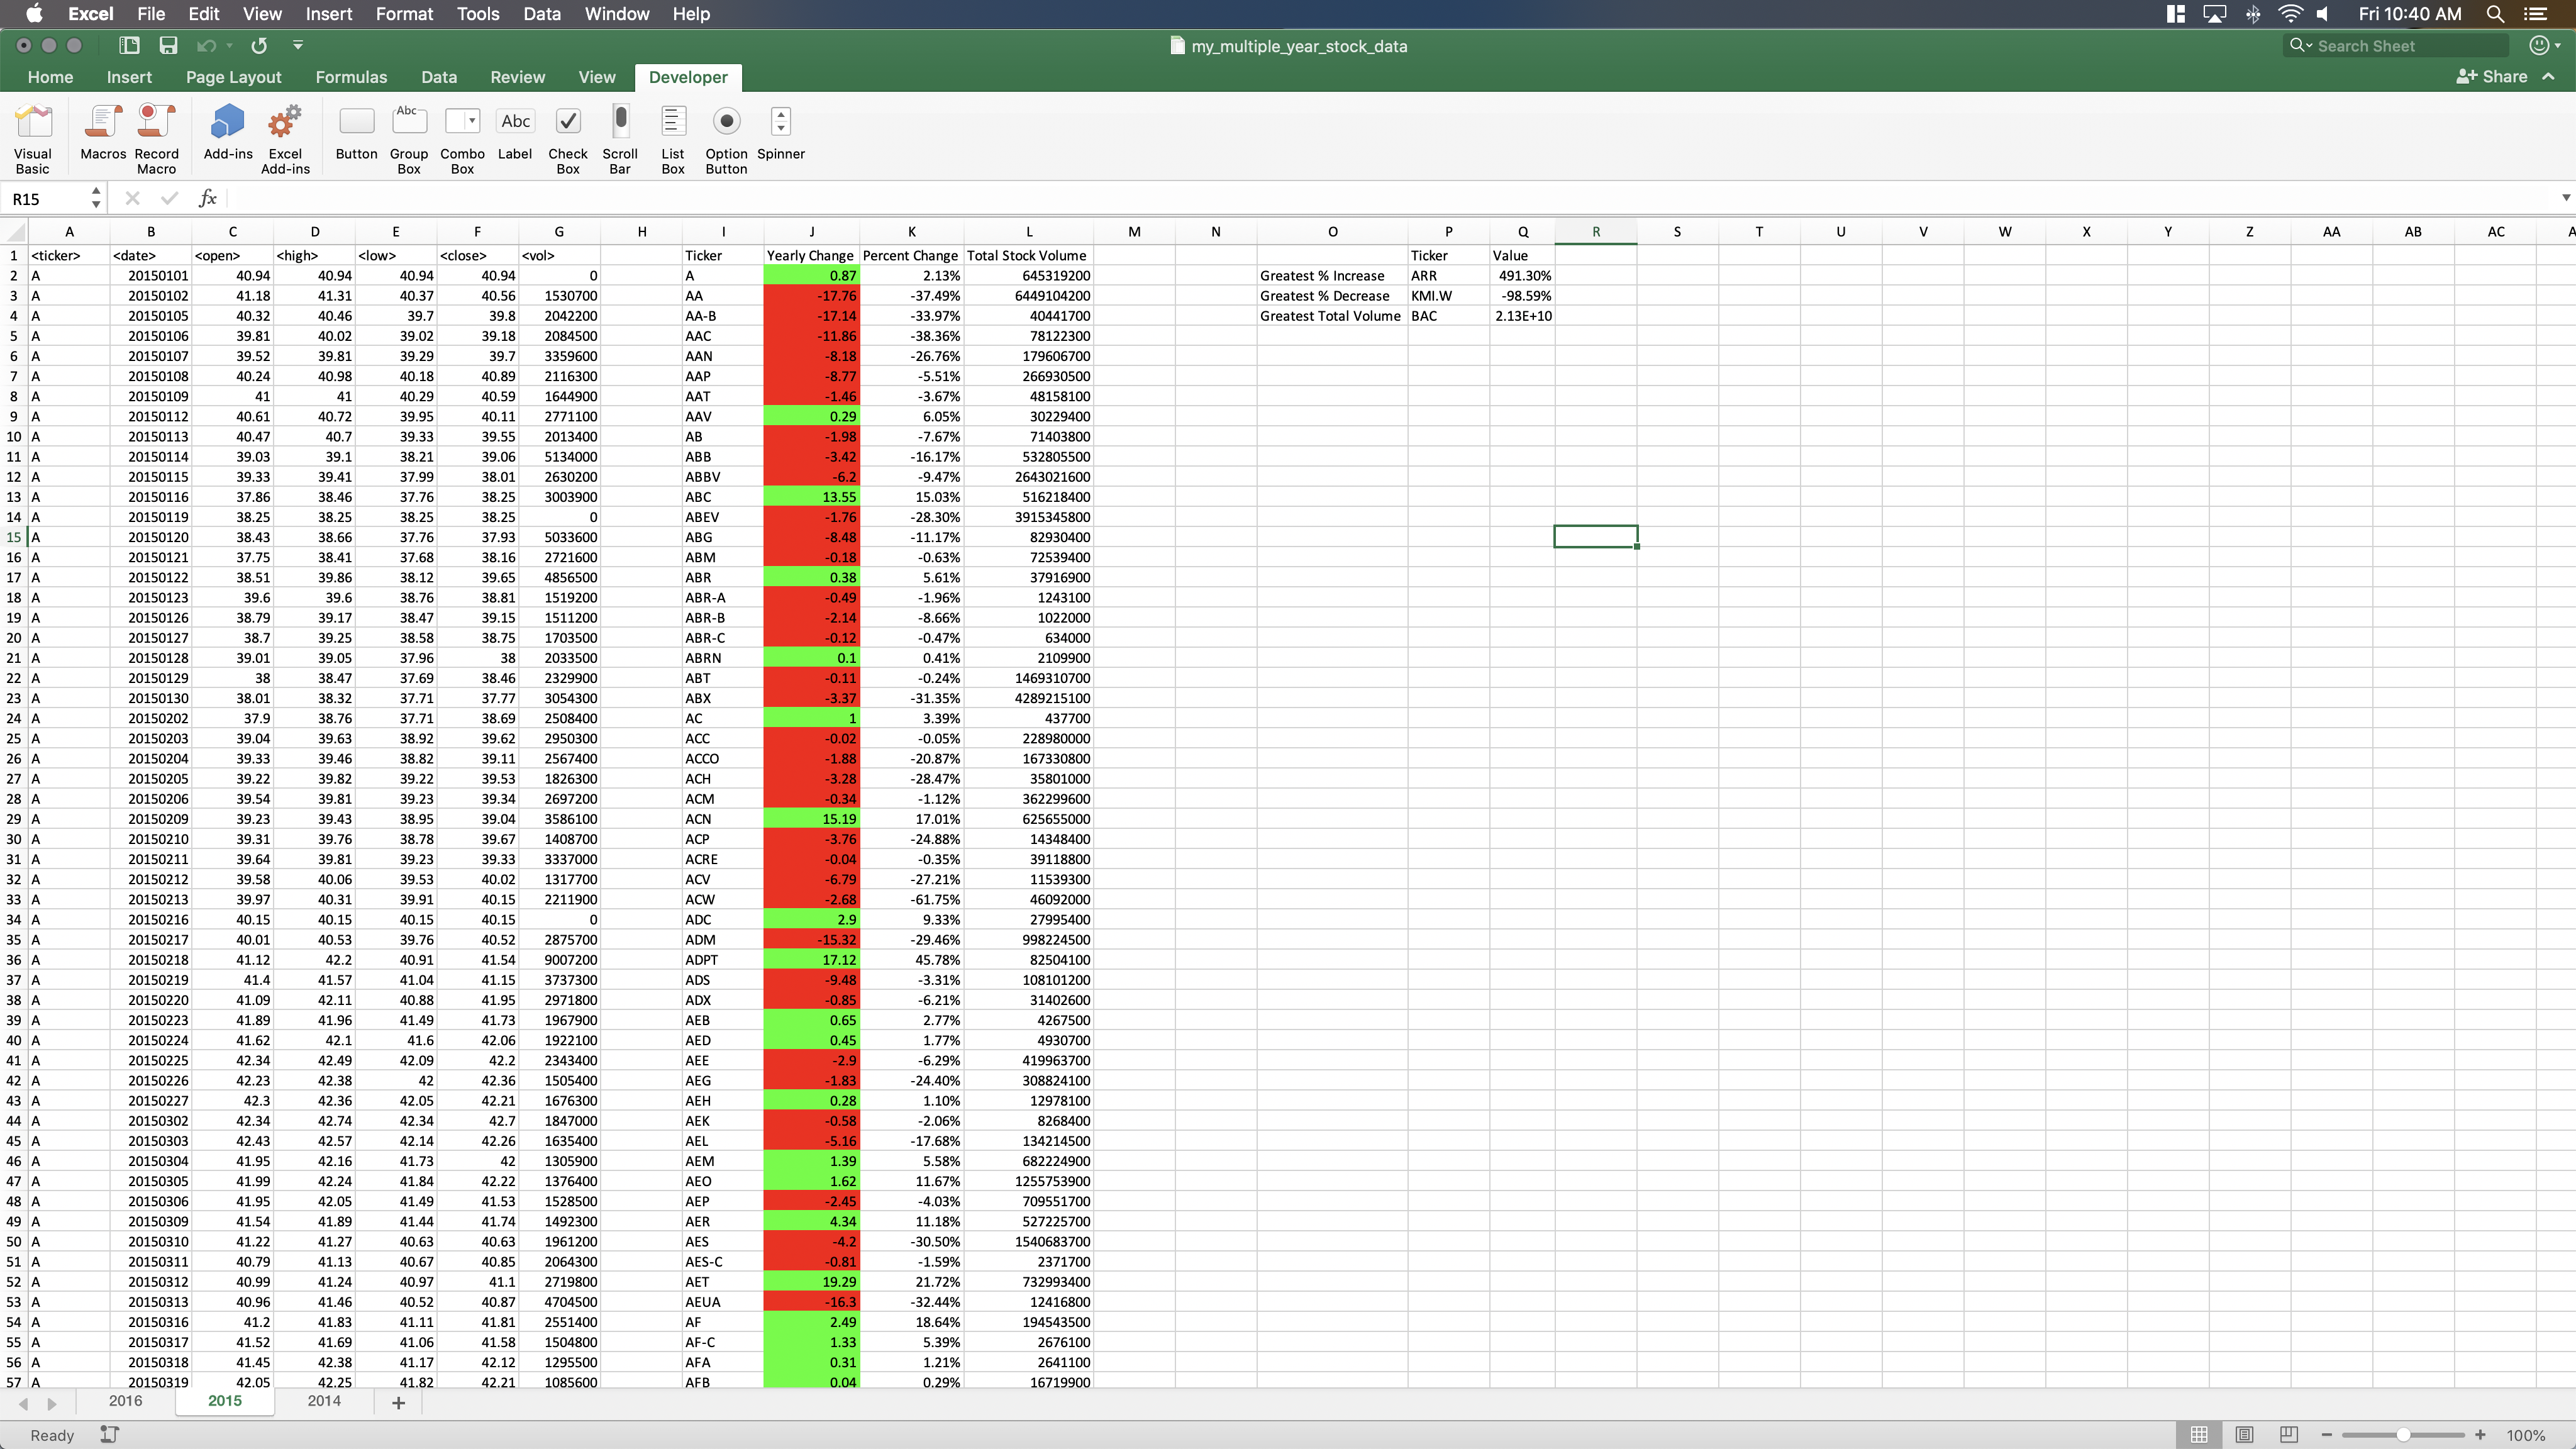 Excel File Edit View Insert Format Tools Data Window Help Fri 10:40 AM
my_multiple_year_stock_data Search Sheet
Home Insert Page Layout Formulas Data Review View Developer Share
Abc Abc
Visual Basic Macros Record Macro Add-ins Excel Add-ins Button Group Box Combo Box Label Check Box Scroll Bar List Box Option Button Spinner
R15 fx
A B C D E F G H I J K L M N O P Q R S T U V W X Y Z AA AB AC
1 <ticker> <date> <open> <high> <low> <close> <vol> Ticker Yearly Change Percent Change Total Stock Volume Ticker Value
2 A 20150101 40.94 40.94 40.94 40.94 0 A 0.87 2.13% 645319200 Greatest % Increase ARR 491.30%
3 A 20150102 41.18 41.31 40.37 40.56 1530700 AA -17.76 -37.49% 6449104200 Greatest % Decrease KMI.W -98.59%
4 A 20150105 40.32 40.46 39.7 39.8 2042200 AA-B -17.14 -33.97% 40441700 Greatest Total Volume BAC 2.13E+10
5 A 20150106 39.81 40.02 39.02 39.18 2084500 AAC -11.86 -38.36% 78122300
6 A 20150107 39.52 39.81 39.29 39.7 3359600 AAN -8.18 -26.76% 179606700
7 A 20150108 40.24 40.98 40.18 40.89 2116300 AAP -8.77 -5.51% 266930500
8 A 20150109 41 41 40.29 40.59 1644900 AAT -1.46 -3.67% 48158100
9 A 20150112 40.61 40.72 39.95 40.11 2771100 AAV 0.29 6.05% 30229400
10 A 20150113 40.47 40.7 39.33 39.55 2013400 AB -1.98 -7.67% 71403800
11 A 20150114 39.03 39.1 38.21 39.06 5134000 ABB -3.42 -16.17% 532805500
12 A 20150115 39.33 39.41 37.99 38.01 2630200 ABBV -6.2 -9.47% 2643021600
13 A 20150116 37.86 38.46 37.76 38.25 3003900 ABC 13.55 15.03% 516218400
14 A 20150119 38.25 38.25 38.25 38.25 0 ABEV -1.76 -28.30% 3915345800
15 A 20150120 38.43 38.66 37.76 37.93 5033600 ABG -8.48 -11.17% 82930400
16 A 20150121 37.75 38.41 37.68 38.16 2721600 ABM -0.18 -0.63% 72539400
17 A 20150122 38.51 39.86 38.12 39.65 4856500 ABR 0.38 5.61% 37916900
18 A 20150123 39.6 39.6 38.76 38.81 1519200 ABR-A -0.49 -1.96% 1243100
19 A 20150126 38.79 39.17 38.47 39.15 1511200 ABR-B -2.14 -8.66% 1022000
20 A 20150127 38.7 39.25 38.58 38.75 1703500 ABR-C -0.12 -0.47% 634000
21 A 20150128 39.01 39.05 37.96 38 2033500 ABRN 0.1 0.41% 2109900
22 A 20150129 38 38.47 37.69 38.46 2329900 ABT -0.11 -0.24% 1469310700
23 A 20150130 38.01 38.32 37.71 37.77 3054300 ABX -3.37 -31.35% 4289215100
24 A 20150202 37.9 38.76 37.71 38.69 2508400 AC 1 3.39% 437700
25 A 20150203 39.04 39.63 38.92 39.62 2950300 ACC -0.02 -0.05% 228980000
26 A 20150204 39.33 39.46 38.82 39.11 2567400 ACCO -1.88 -20.87% 167330800
27 A 20150205 39.22 39.82 39.22 39.53 1826300 ACH -3.28 -28.47% 35801000
28 A 20150206 39.54 39.81 39.23 39.34 2697200 ACM -0.34 -1.12% 362299600
29 A 20150209 39.23 39.43 38.95 39.04 3586100 ACN 15.19 17.01% 625655000
30 A 20150210 39.31 39.76 38.78 39.67 1408700 ACP -3.76 -24.88% 14348400
31 A 20150211 39.64 39.81 39.23 39.33 3337000 ACRE -0.04 -0.35% 39118800
32 A 20150212 39.58 40.06 39.53 40.02 1317700 ACV -6.79 -27.21% 11539300
33 A 20150213 39.97 40.31 39.91 40.15 2211900 ACW -2.68 -61.75% 46092000
34 A 20150216 40.15 40.15 40.15 40.15 0 ADC 2.9 9.33% 27995400
35 A 20150217 40.01 40.53 39.76 40.52 2875700 ADM -15.32 -29.46% 998224500
36 A 20150218 41.12 42.2 40.91 41.54 9007200 ADPT 17.12 45.78% 82504100
37 A 20150219 41.4 41.57 41.04 41.15 3737300 ADS -9.48 -3.31% 108101200
38 A 20150220 41.09 42.11 40.88 41.95 2971800 ADX -0.85 -6.21% 31402600
39 A 20150223 41.89 41.96 41.49 41.73 1967900 AEB 0.65 2.77% 4267500
40 A 20150224 41.62 42.1 41.6 42.06 1922100 AED 0.45 1.77% 4930700
41 A 20150225 42.34 42.49 42.09 42.2 2343400 AEE -2.9 -6.29% 419963700
42 A 20150226 42.23 42.38 42 42.36 1505400 AEG -1.83 -24.40% 308824100
43 A 20150227 42.3 42.36 42.05 42.21 1676300 AEH 0.28 1.10% 12978100
44 A 20150302 42.34 42.74 42.34 42.7 1847000 AEK -0.58 -2.06% 8268400
45 A 20150303 42.43 42.57 42.14 42.26 1635400 AEL -5.16 -17.68% 134214500
46 A 20150304 41.95 42.16 41.73 42 1305900 AEM 1.39 5.58% 682224900
47 A 20150305 41.99 42.24 41.84 42.22 1376400 AEO 1.62 11.67% 1255753900
48 A 20150306 41.95 42.05 41.49 41.53 1528500 AEP -2.45 -4.03% 709551700
49 A 20150309 41.54 41.89 41.44 41.74 1492300 AER 4.34 11.18% 527225700
50 A 20150310 41.22 41.27 40.63 40.63 1961200 AES -4.2 -30.50% 1540683700
51 A 20150311 40.79 41.13 40.67 40.85 2064300 AES-C -0.81 -1.59% 2371700
52 A 20150312 40.99 41.24 40.97 41.1 2719800 AET 19.29 21.72% 732993400
53 A 20150313 40.96 41.46 40.52 40.87 4704500 AEUA -16.3 -32.44% 12416800
54 A 20150316 41.2 41.83 41.11 41.81 2551400 AF 2.49 18.64% 194543500
55 A 20150317 41.52 41.69 41.06 41.58 1504800 AF-C 1.33 5.39% 2676100
56 A 20150318 41.45 42.38 41.17 42.12 1295500 AFA 0.31 1.21% 2641100
57 A 20150319 42.05 42.25 41.82 42.21 1085600 AFB 0.04 0.29% 16719900
2016 2015 2014 +
Ready 100%